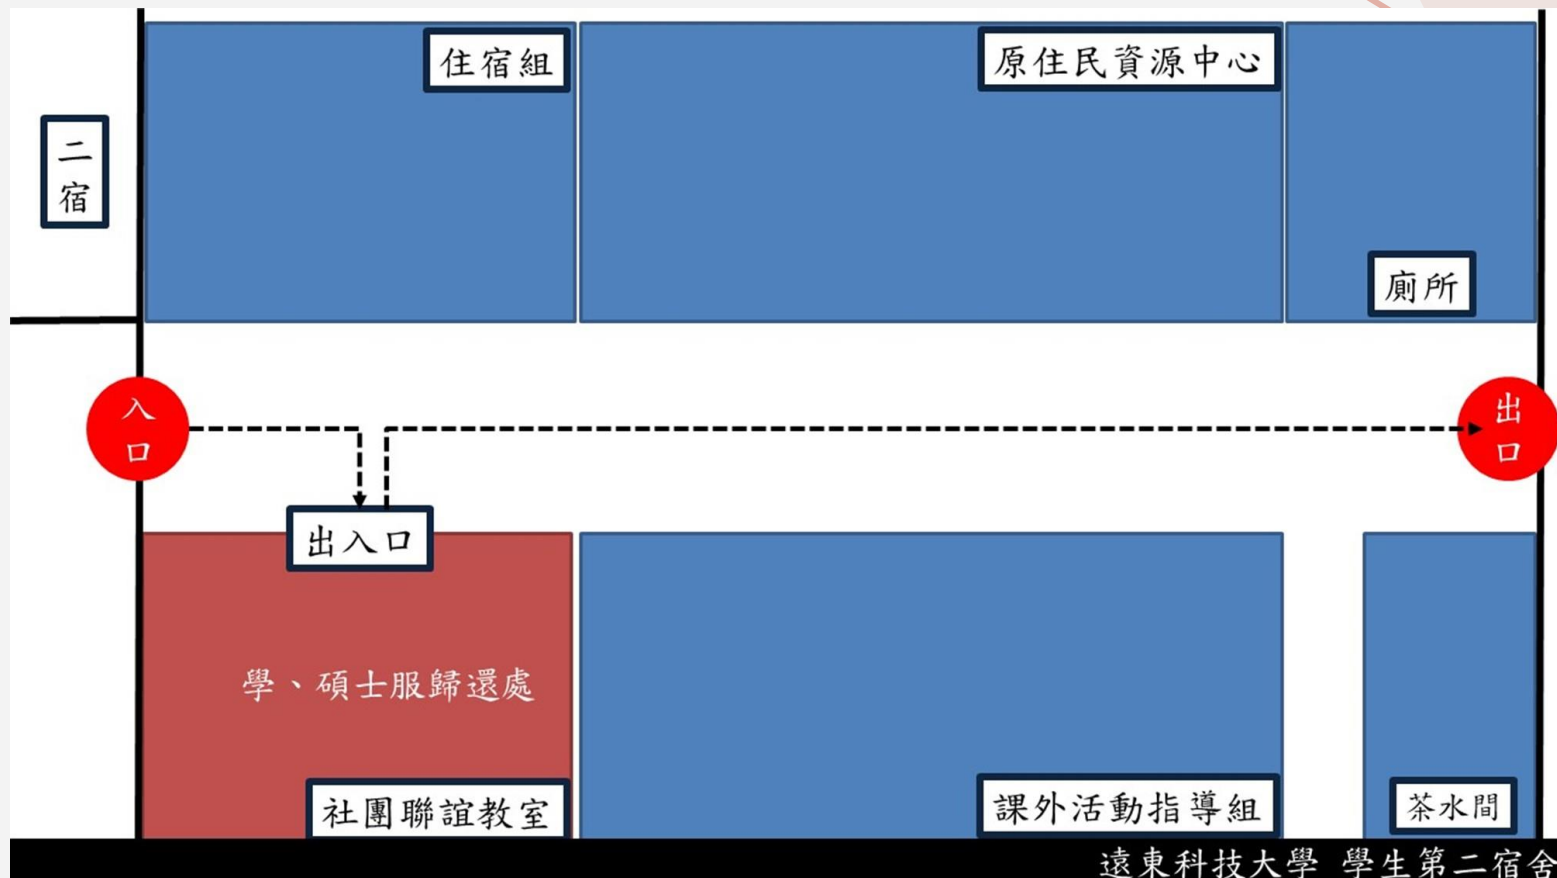 住宿組
原住民資源中心
二宿
廁所
入口
出口
出入口
學、碩士服歸還處
社團聯誼教室
課外活動指導組
茶水間
遠東科技大學 學生第二宿舍